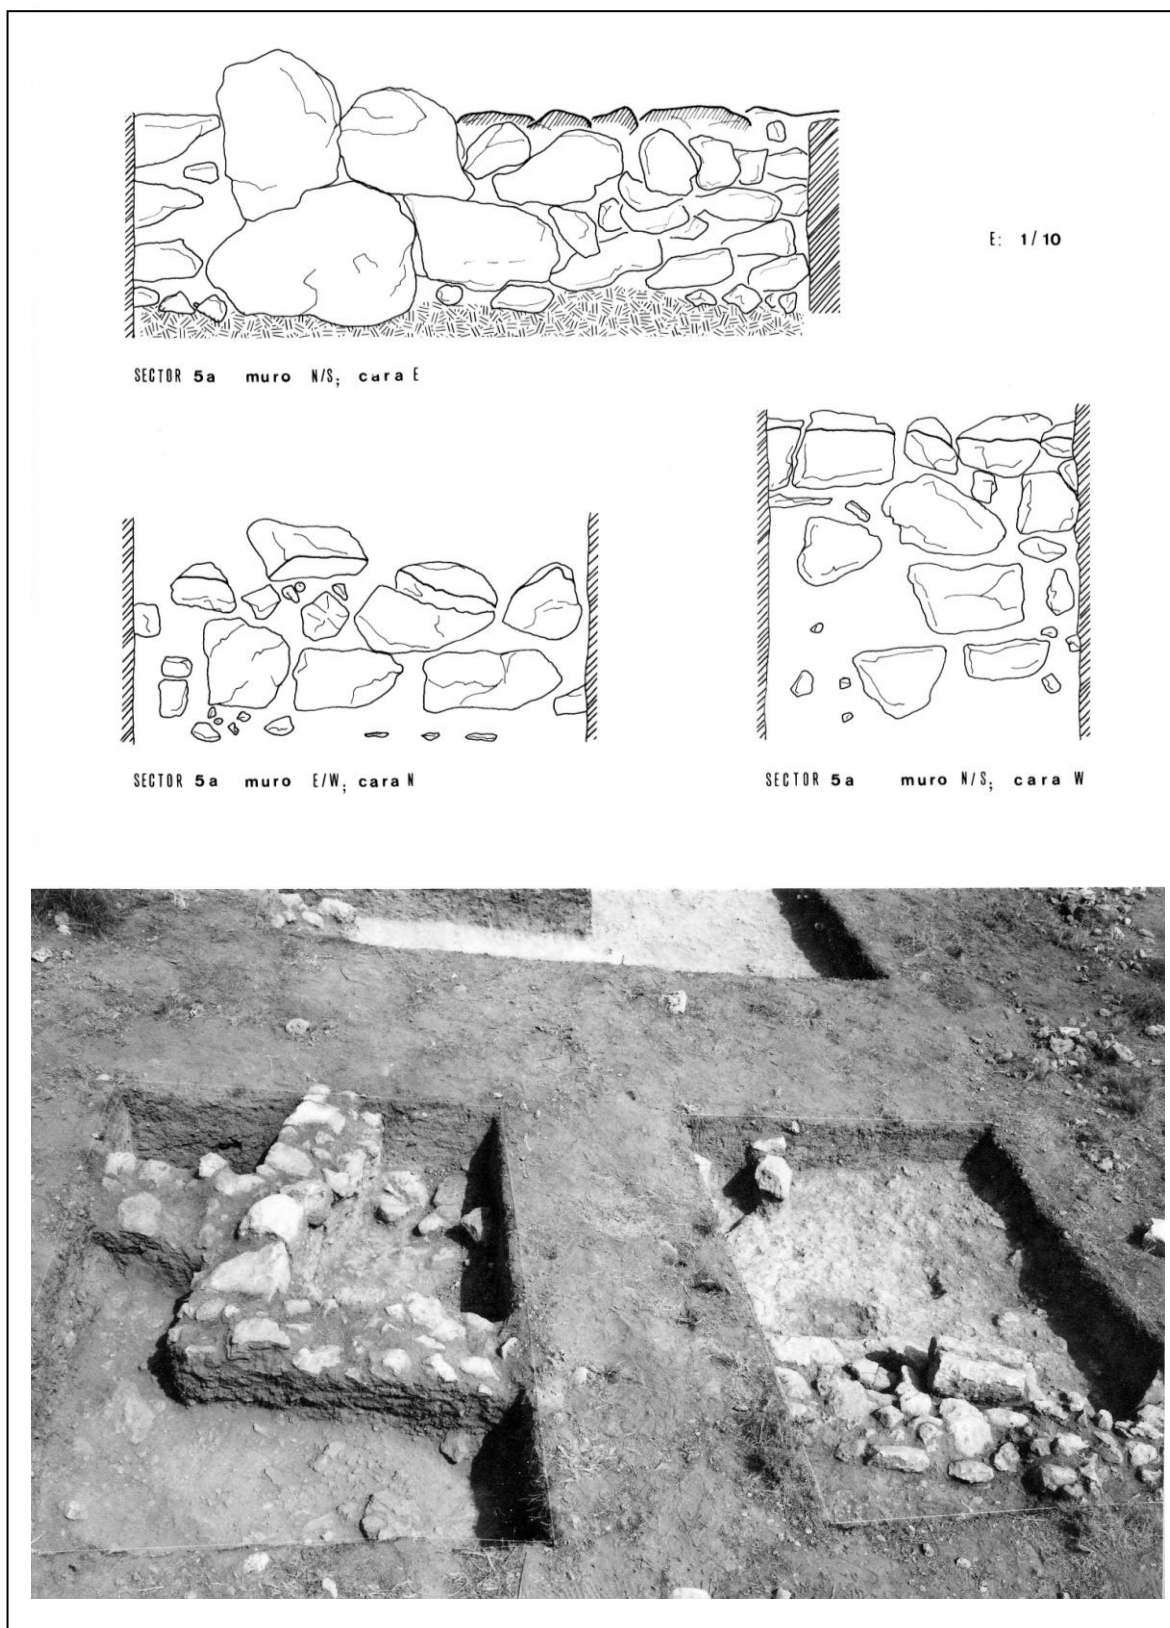 E: 1/10
SECTOR 5a muro N/S; cara E
SECTOR 5a muro E/W; cara N
SECTOR 5a muro N/S; cara W